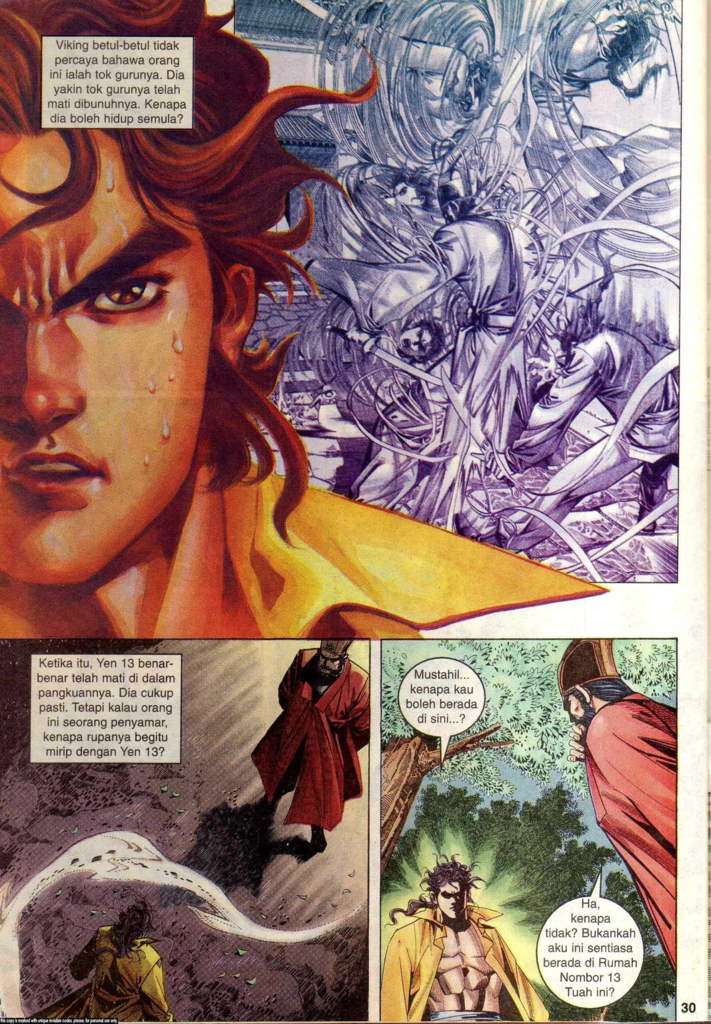 Viking betul-betul tidak
percaya bahawa orang
ini ialah tok gurunya. Dia
yakin tok gurunya telah
mati dibunuhnya. Kenapa
dia boleh hidup semula?
Ketika itu, Yen 13 benar-
benar telah mati di dalam
pangkuannya. Dia cukup
pasti. Tetapi kalau orang
ini seorang penyamar,
kenapa rupanya begitu
mirip dengan Yen 13?
Mustahil...
kenapa kau
boleh berada
di sini...?
Ha,
kenapa
tidak? Bukankah
aku ini sentiasa
berada di Rumah
Nombor 13
Tuah ini?
30